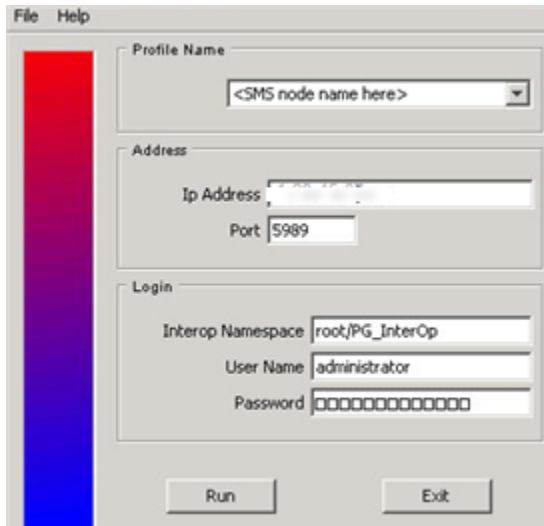 File Help
Profile Name
<SMS node name here>
Address
Ip Address
Port 5989
Login
Interop Namespace root/PG_InterOp
User Name administrator
Password
Run Exit